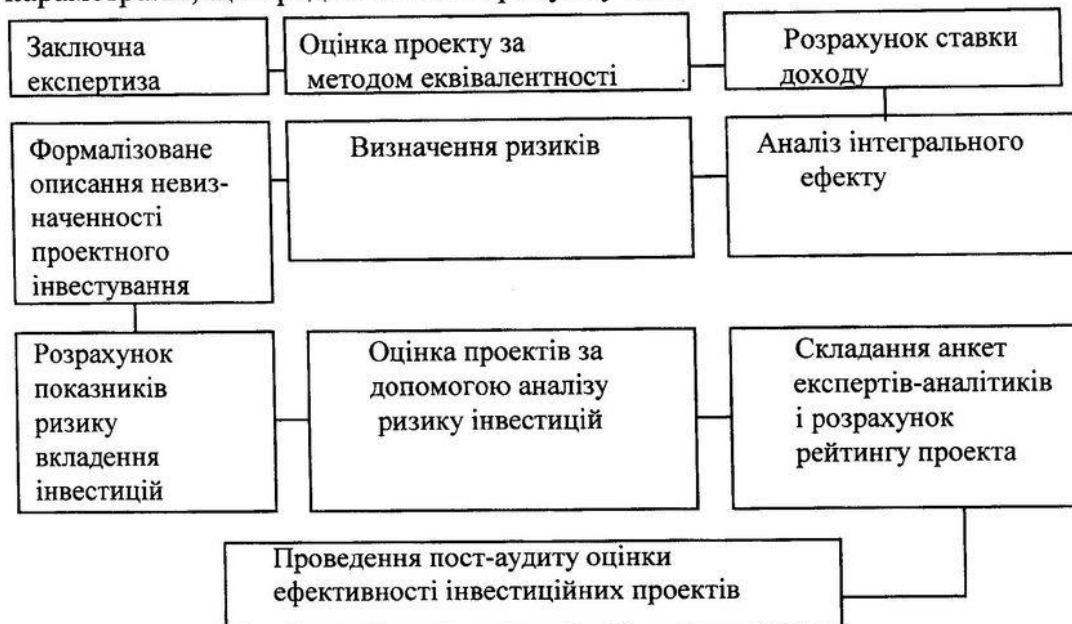 Заключна
експертиза
Оцінка проекту за
методом еквівалентності
Розрахунок ставки
доходу
Формалізоване
описання невиз-
наченності
проектного
інвестування
Визначення ризиків
Аналіз інтегрального
ефекту
Розрахунок
показників
ризику
вкладення
інвестицій
Оцінка проектів за
допомогою аналізу
ризику інвестицій
Складання анкет
експертів-аналітиків
і розрахунок
рейтингу проекта
Проведення пост-аудиту оцінки
ефективності інвестиційних проектів